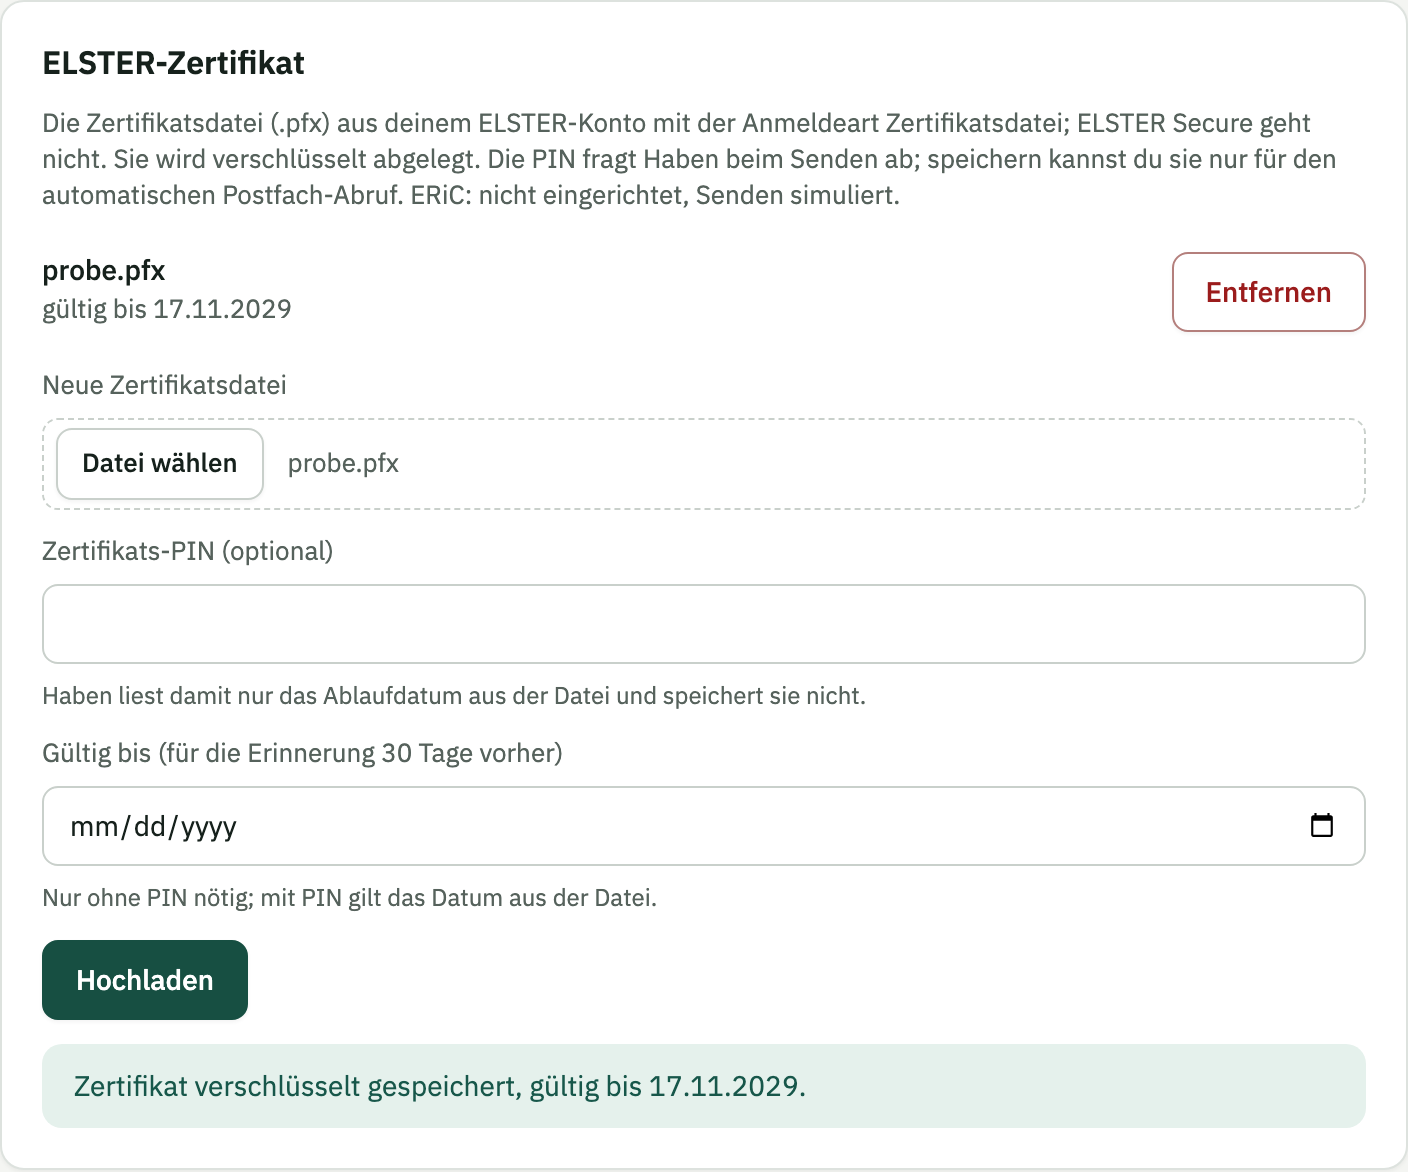 ELSTER-Zertifikat
Die Zertifikatsdatei (.pfx) aus deinem ELSTER-Konto mit der Anmeldeart Zertifikatsdatei; ELSTER Secure geht
nicht. Sie wird verschlüsselt abgelegt. Die PIN fragt Haben beim Senden ab; speichern kannst du sie nur für den
automatischen Postfach-Abruf. ERiC: nicht eingerichtet, Senden simuliert.
probe.pfx
gültig bis 17.11.2029
Entfernen
Neue Zertifikatsdatei
Datei wählen probe.pfx
Zertifikats-PIN (optional)
Haben liest damit nur das Ablaufdatum aus der Datei und speichert sie nicht.
Gültig bis (für die Erinnerung 30 Tage vorher)
mm/dd/yyyy
Nur ohne PIN nötig; mit PIN gilt das Datum aus der Datei.
Hochladen
Zertifikat verschlüsselt gespeichert, gültig bis 17.11.2029.